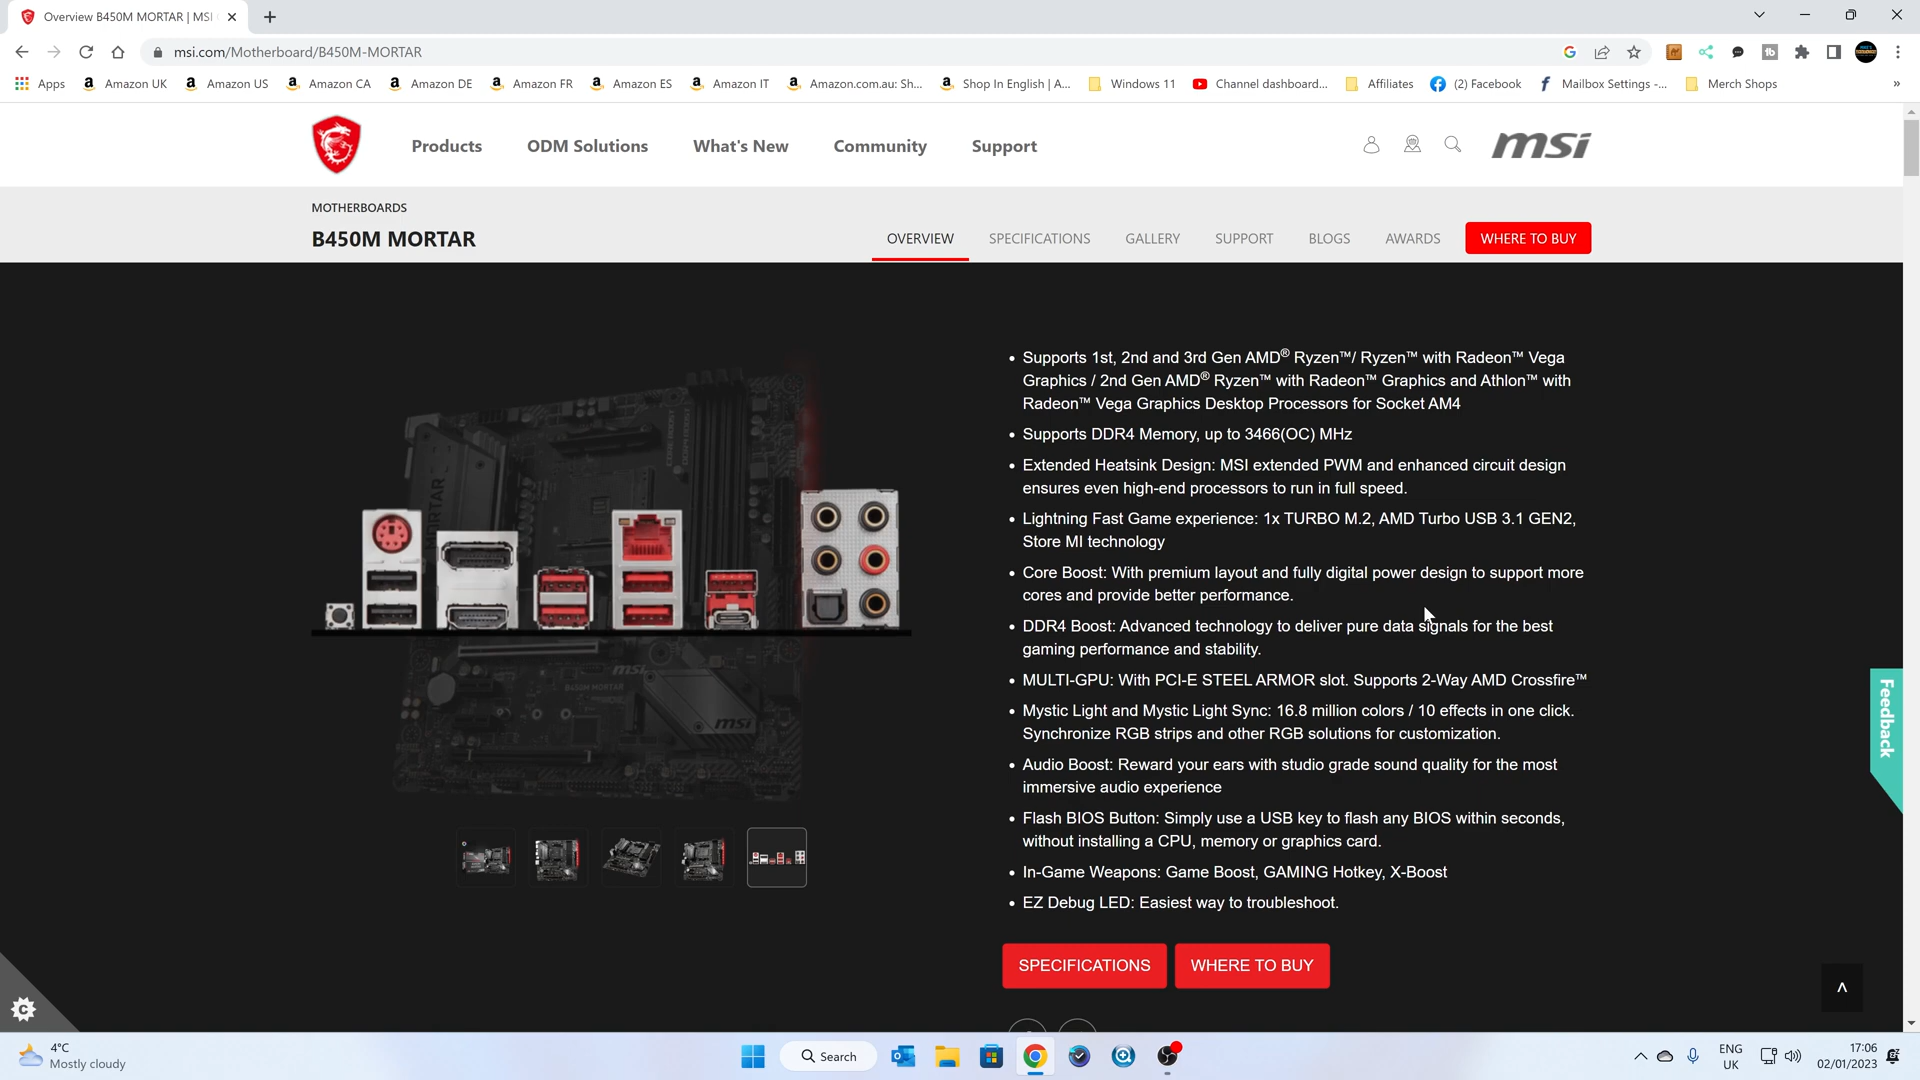 Overview B450M MORTAR | MSI
msi.com/Motherboard/B450M-MORTAR
Apps
Amazon UK
Amazon US
Amazon CA
Amazon DE
Amazon FR
Amazon ES
Amazon IT
Amazon.com.au: Sh...
Shop In English | A...
Windows 11
Channel dashboard...
Affiliates
(2) Facebook
Mailbox Settings -...
Merch Shops
»
Products
ODM Solutions
What's New
Community
Support
msi
MOTHERBOARDS
B450M MORTAR
OVERVIEW
SPECIFICATIONS
GALLERY
SUPPORT
BLOGS
AWARDS
WHERE TO BUY
MORTAR
B450M MORTAR
msi
msi
• Supports 1st, 2nd and 3rd Gen AMD® Ryzen™/ Ryzen™ with Radeon™ Vega
Graphics / 2nd Gen AMD® Ryzen™ with Radeon™ Graphics and Athlon™ with
Radeon™ Vega Graphics Desktop Processors for Socket AM4
• Supports DDR4 Memory, up to 3466(OC) MHz
• Extended Heatsink Design: MSI extended PWM and enhanced circuit design
ensures even high-end processors to run in full speed.
• Lightning Fast Game experience: 1x TURBO M.2, AMD Turbo USB 3.1 GEN2,
Store MI technology
• Core Boost: With premium layout and fully digital power design to support more
cores and provide better performance.
• DDR4 Boost: Advanced technology to deliver pure data signals for the best
gaming performance and stability.
• MULTI-GPU: With PCI-E STEEL ARMOR slot. Supports 2-Way AMD Crossfire™
• Mystic Light and Mystic Light Sync: 16.8 million colors / 10 effects in one click.
Synchronize RGB strips and other RGB solutions for customization.
• Audio Boost: Reward your ears with studio grade sound quality for the most
immersive audio experience
• Flash BIOS Button: Simply use a USB key to flash any BIOS within seconds,
without installing a CPU, memory or graphics card.
• In-Game Weapons: Game Boost, GAMING Hotkey, X-Boost
• EZ Debug LED: Easiest way to troubleshoot.
SPECIFICATIONS
WHERE TO BUY
Feedback
4°C
Mostly cloudy
Search
ENG
UK
17:06
02/01/2023